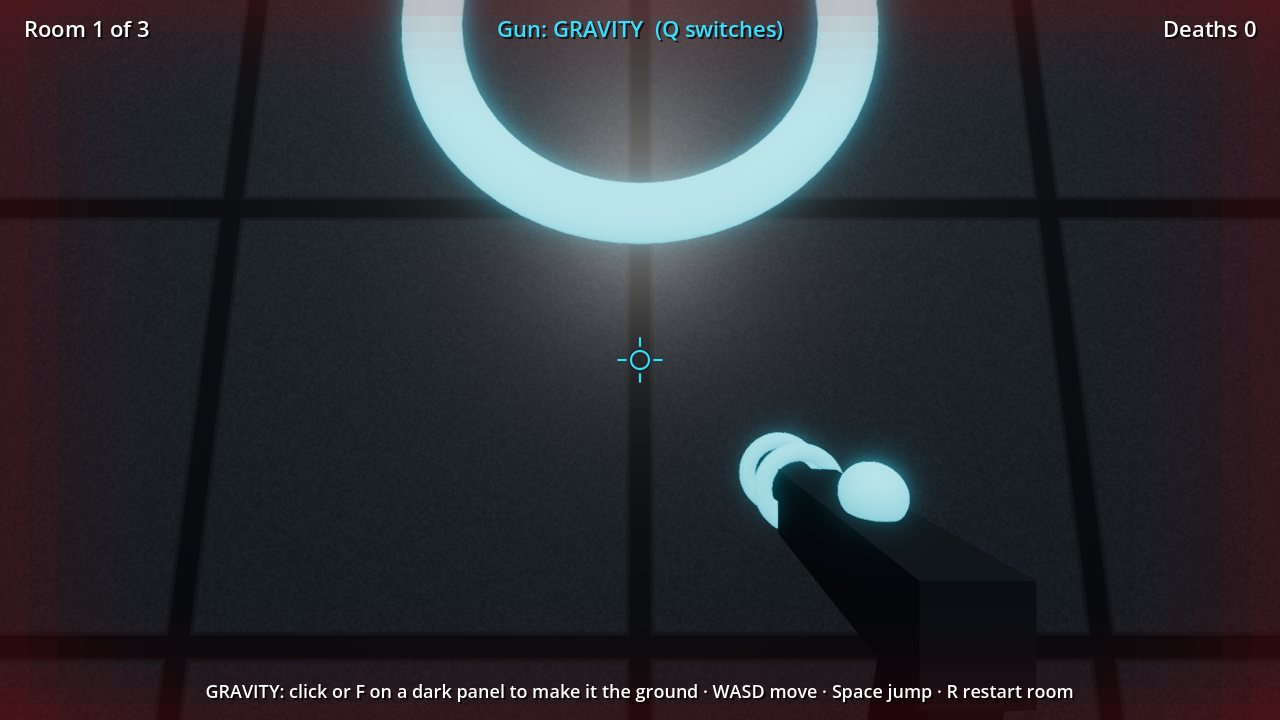 Room 1 of 3
Gun: GRAVITY (Q switches)
Deaths 0
GRAVITY: click or F on a dark panel to make it the ground · WASD move · Space jump · R restart room